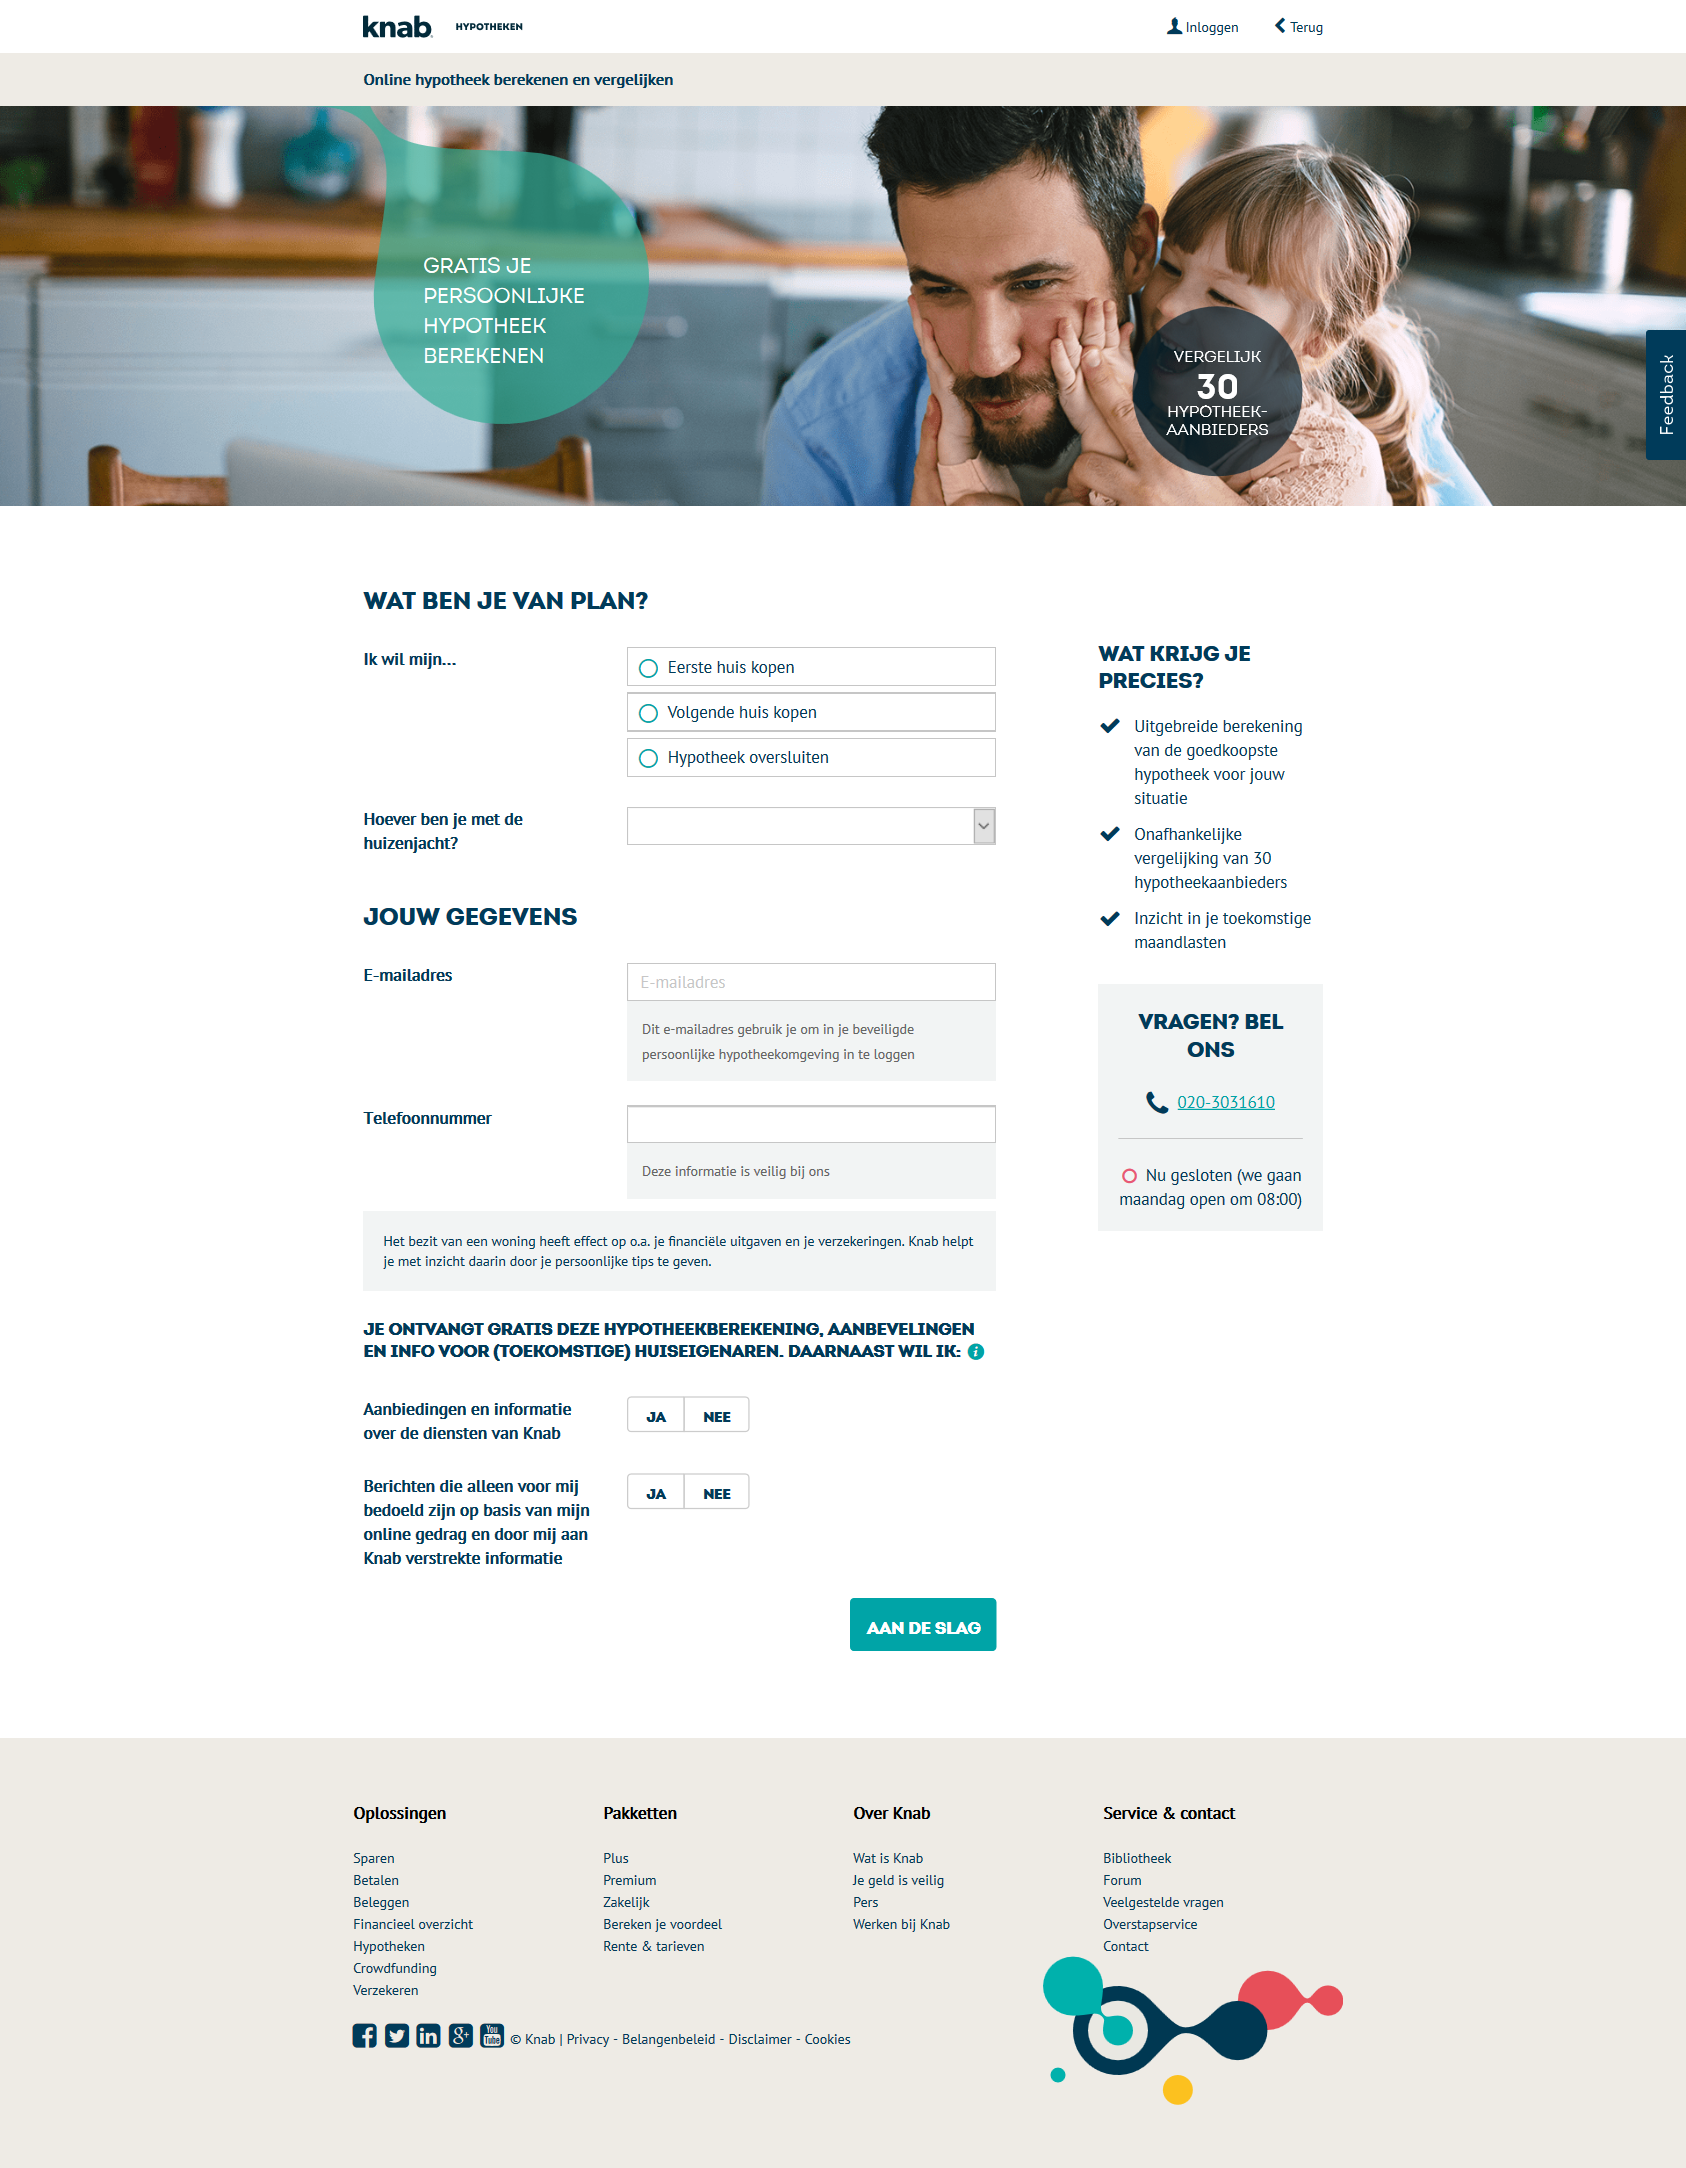 knab HYPOTHEKEN
Inloggen
Terug
Online hypotheek berekenen en vergelijken
GRATIS JE
PERSOONLIJKE
HYPOTHEEK
BEREKENEN
VERGELIJK
30
HYPOTHEEK-
AANBIEDERS
Feedback
WAT BEN JE VAN PLAN?
Ik wil mijn...
Eerste huis kopen
Volgende huis kopen
Hypotheek oversluiten
Hoever ben je met de
huizenjacht?
JOUW GEGEVENS
E-mailadres
E-mailadres
Dit e-mailadres gebruik je om in je beveiligde
persoonlijke hypotheekomgeving in te loggen
Telefoonnummer
Deze informatie is veilig bij ons
Het bezit van een woning heeft effect op o.a. je financiële uitgaven en je verzekeringen. Knab helpt
je met inzicht daarin door je persoonlijke tips te geven.
JE ONTVANGT GRATIS DEZE HYPOTHEEKBEREKENING, AANBEVELINGEN
EN INFO VOOR (TOEKOMSTIGE) HUISEIGENAREN. DAARNAAST WIL IK: i
Aanbiedingen en informatie
over de diensten van Knab
JA NEE
Berichten die alleen voor mij
bedoeld zijn op basis van mijn
online gedrag en door mij aan
Knab verstrekte informatie
JA NEE
AAN DE SLAG
WAT KRIJG JE
PRECIES?
Uitgebreide berekening
van de goedkoopste
hypotheek voor jouw
situatie
Onafhankelijke
vergelijking van 30
hypotheekaanbieders
Inzicht in je toekomstige
maandlasten
VRAGEN? BEL
ONS
020-3031610
Nu gesloten (we gaan
maandag open om 08:00)
Oplossingen
Sparen
Betalen
Beleggen
Financieel overzicht
Hypotheken
Crowdfunding
Verzekeren
Pakketten
Plus
Premium
Zakelijk
Bereken je voordeel
Rente & tarieven
Over Knab
Wat is Knab
Je geld is veilig
Pers
Werken bij Knab
Service & contact
Bibliotheek
Forum
Veelgestelde vragen
Overstapservice
Contact
You Tube
© Knab | Privacy - Belangenbeleid - Disclaimer - Cookies